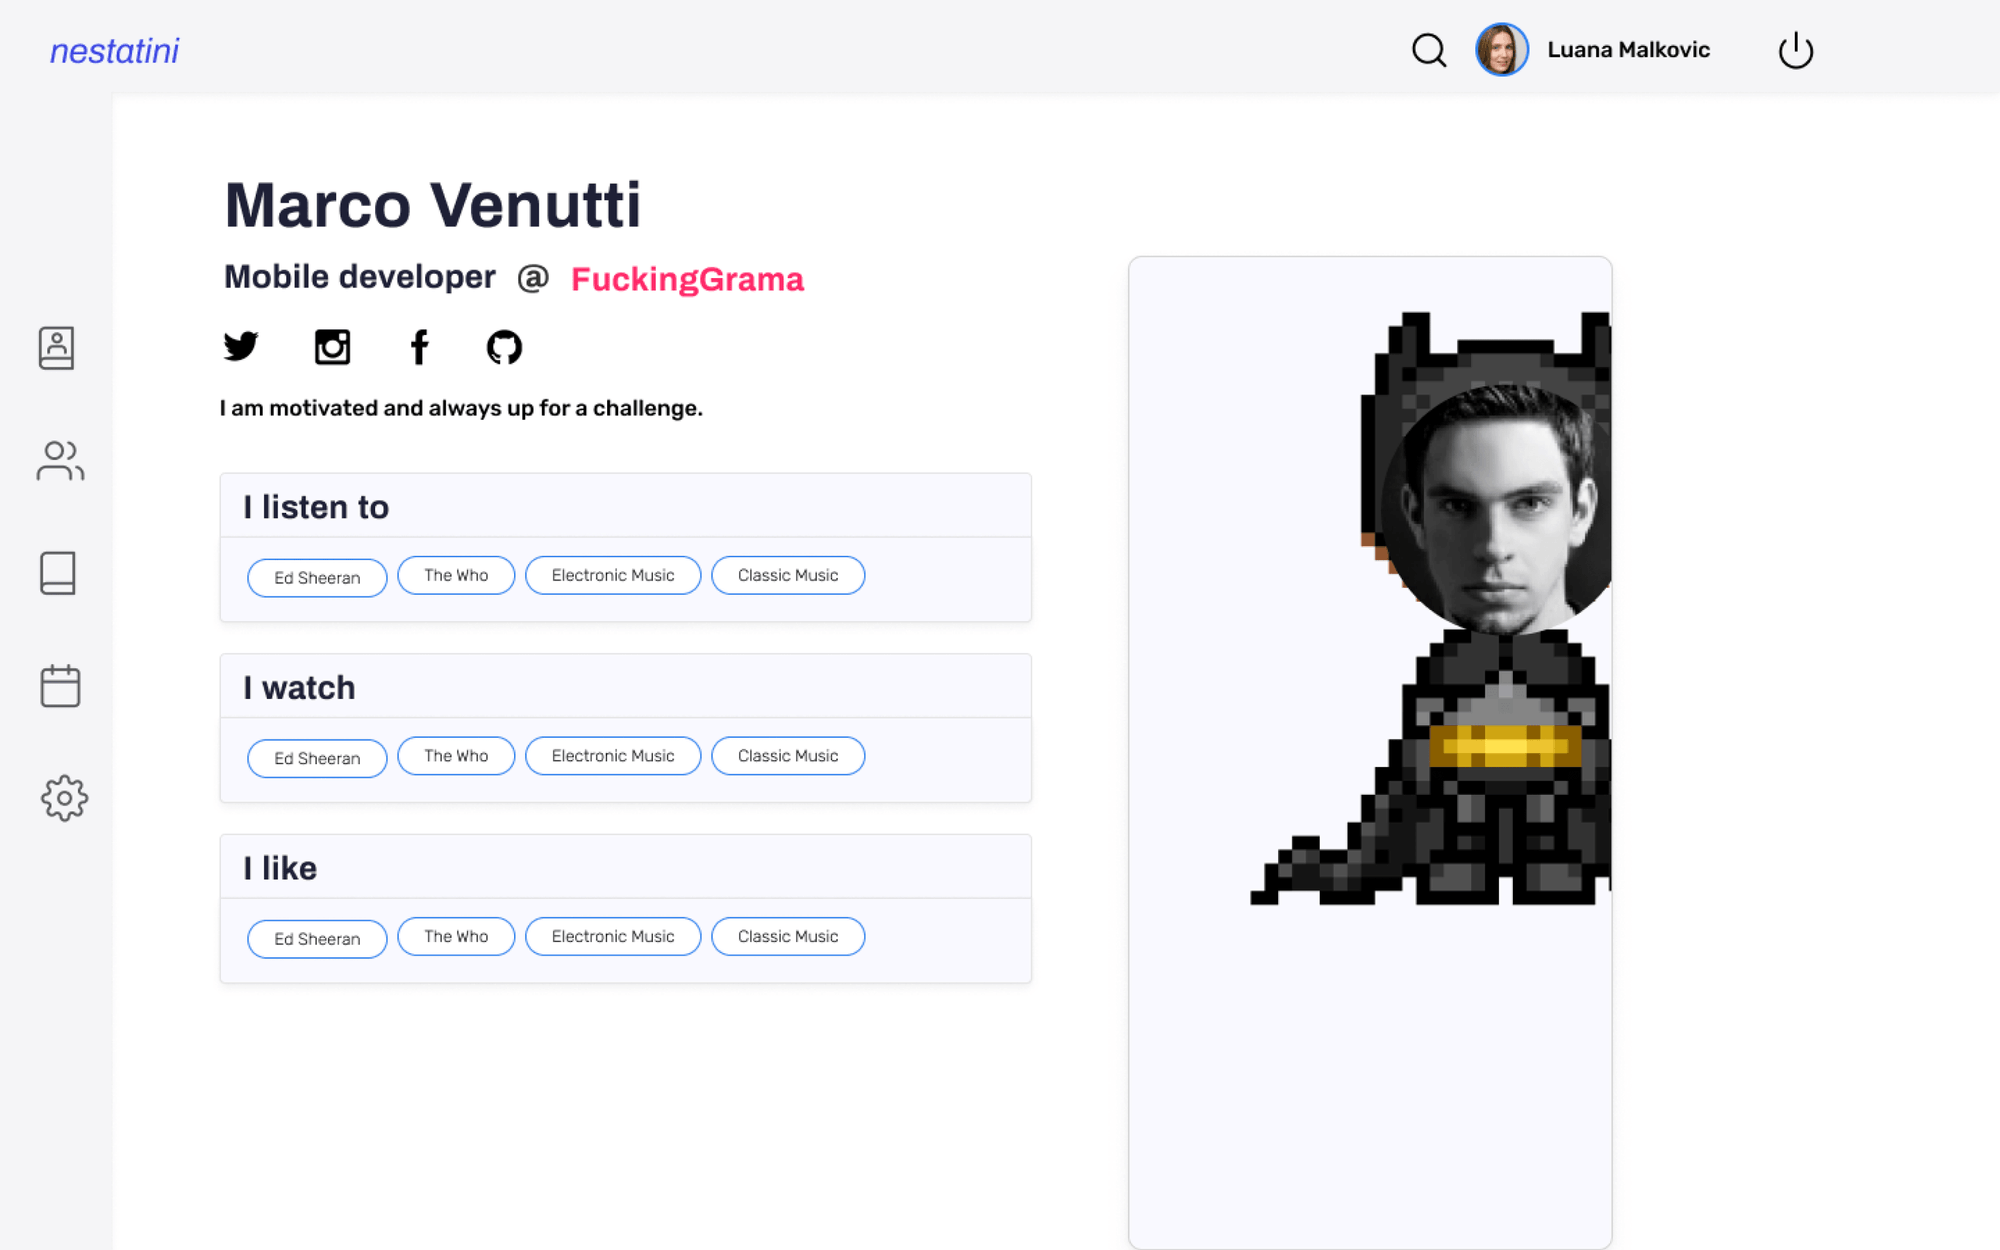 nestatini
Luana Malkovic
Marco Venutti
Mobile developer @ FuckingGrama
I am motivated and always up for a challenge.
I listen to
Ed Sheeran The Who Electronic Music Classic Music
I watch
Ed Sheeran The Who Electronic Music Classic Music
I like
Ed Sheeran The Who Electronic Music Classic Music